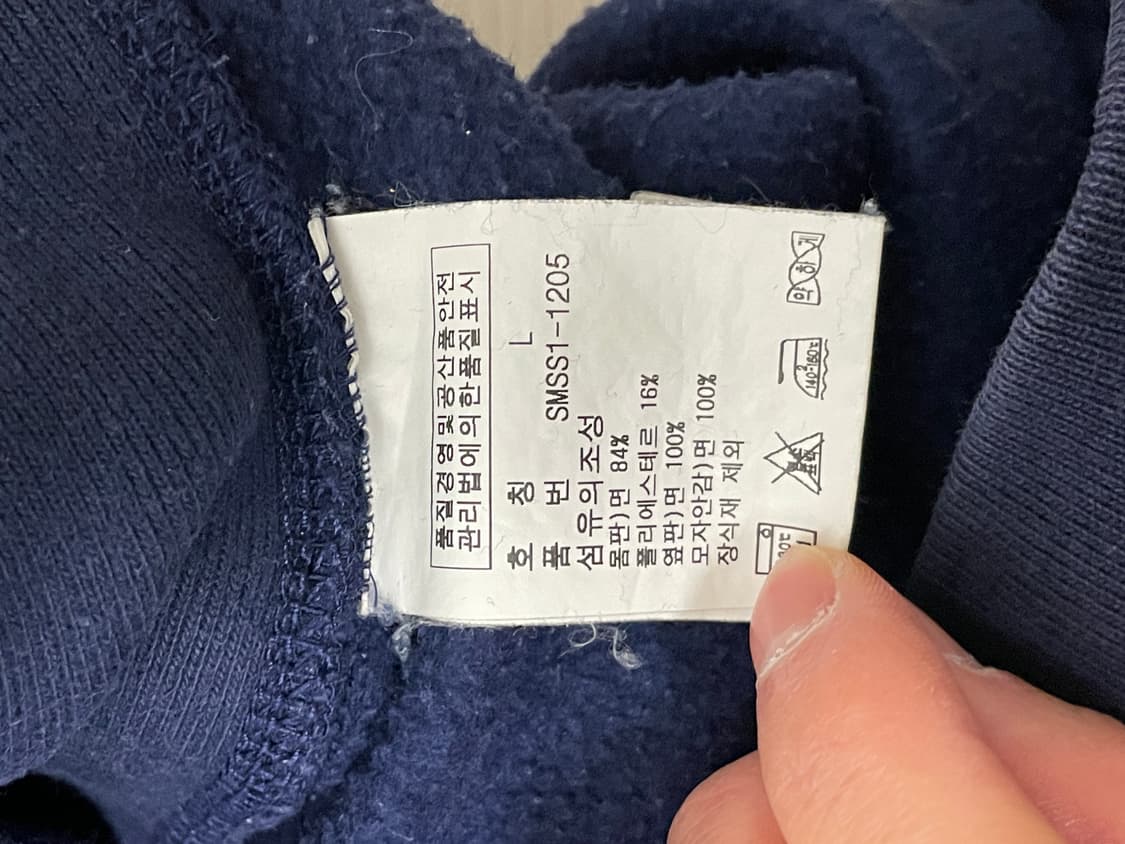 품질경영및공산품안전
관리법에의한품질표시
호 칭 L
품 번 SMSS1-1205
섬유의조성
몸판)면 84%
폴리에스테르 16%
옆판)면 100%
모자안감)면 100%
장식재 제외
약하게
2
140-160℃